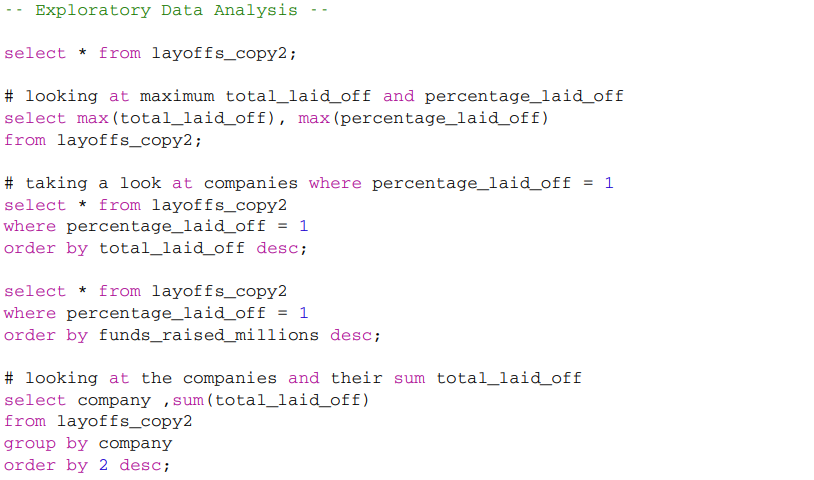 -- Exploratory Data Analysis --
select * from layoffs_copy2;
# looking at maximum total_laid_off and percentage_laid_off
select max(total_laid_off), max(percentage_laid_off)
from layoffs_copy2;
# taking a look at companies where percentage_laid_off = 1
select * from layoffs_copy2
where percentage_laid_off = 1
order by total_laid_off desc;
select * from layoffs_copy2
where percentage_laid_off = 1
order by funds_raised_millions desc;
# looking at the companies and their sum total_laid_off
select company ,sum(total_laid_off)
from layoffs_copy2
group by company
order by 2 desc;